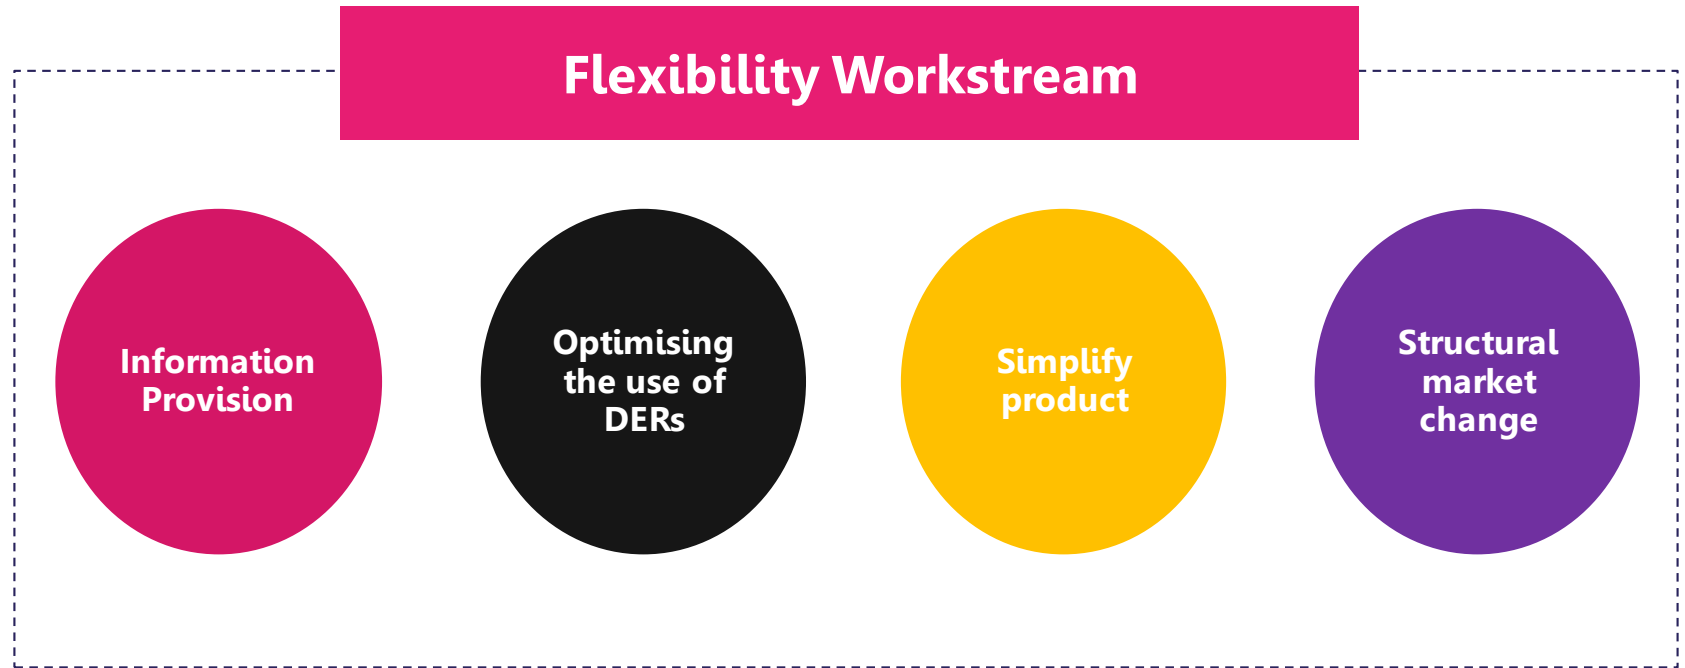 Flexibility Workstream
Information
Provision
Optimising
the use of
DERs
Simplify
product
Structural
market
change